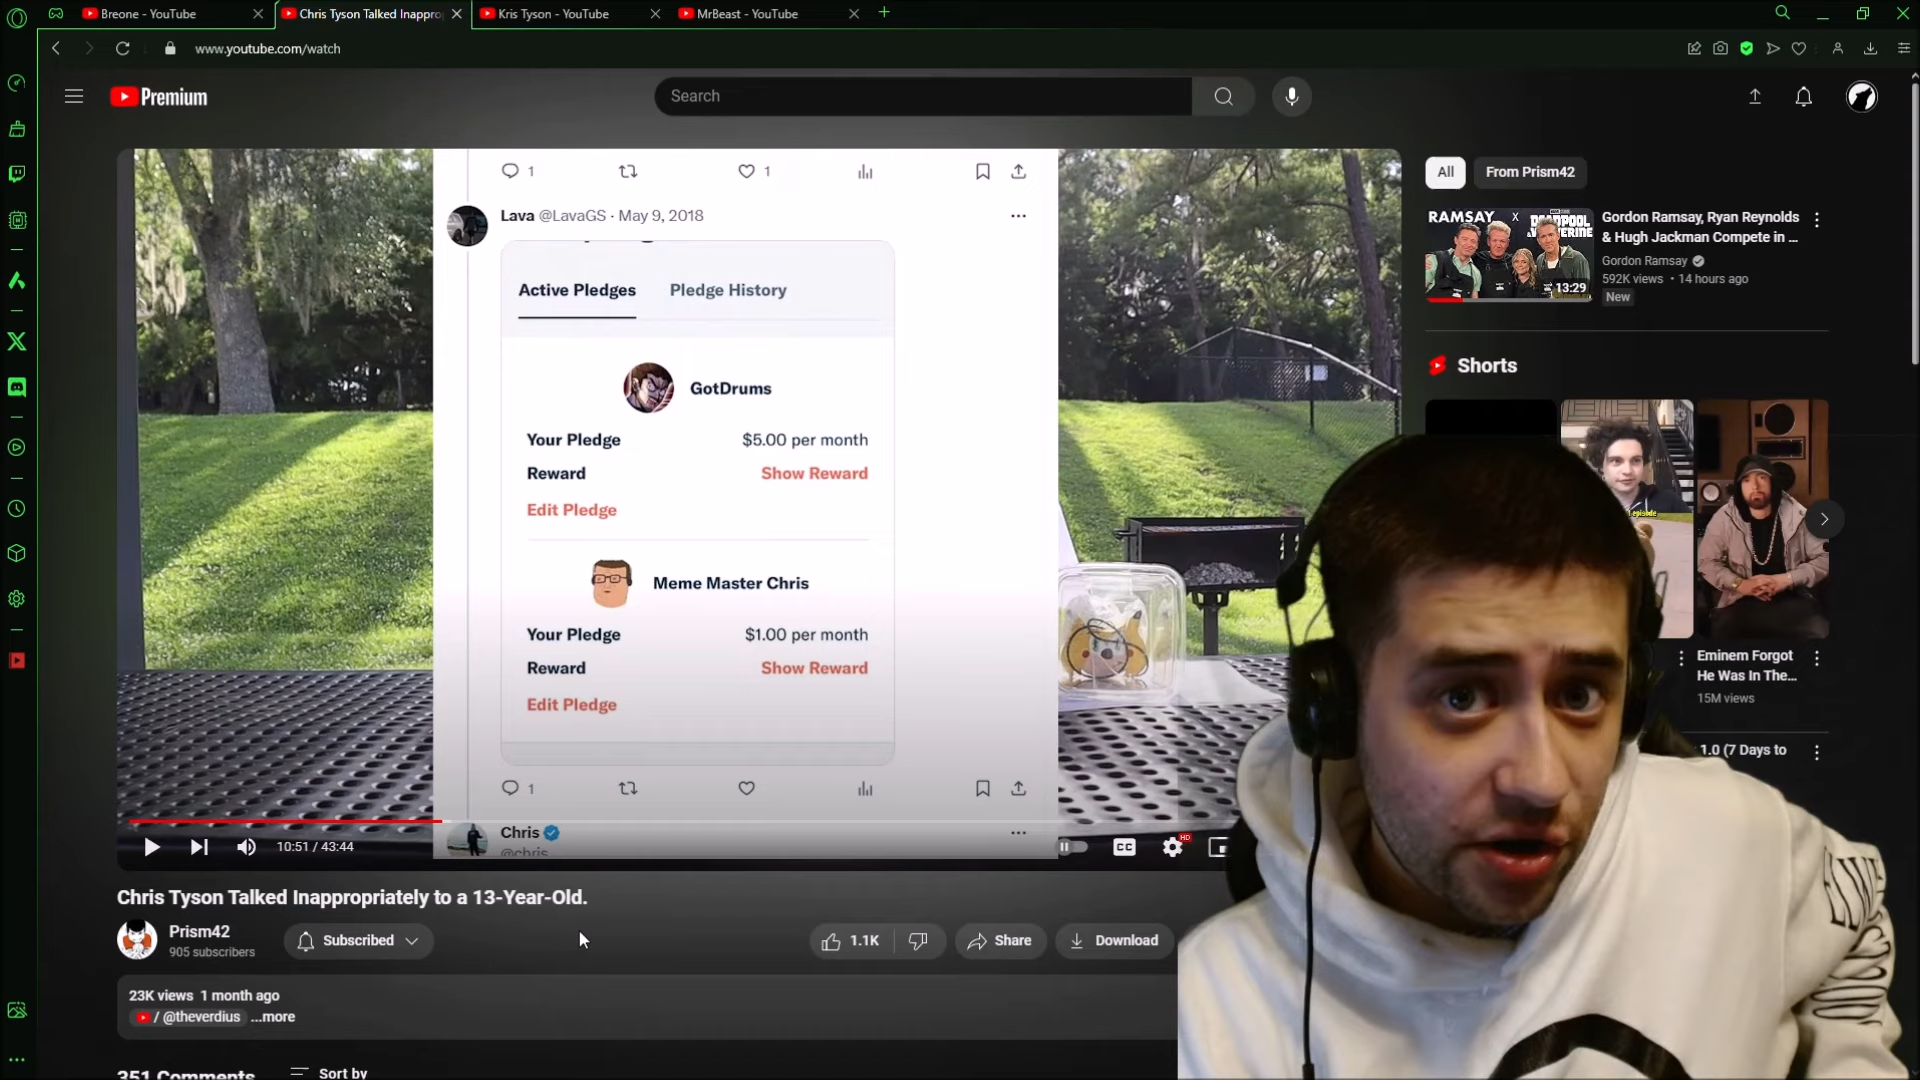 Breone - YouTube
Chris Tyson Talked Inappro
Kris Tyson - YouTube
MrBeast - YouTube
www.youtube.com/watch
Premium
Search
1
1
Lava @LavaGS · May 9, 2018
Active Pledges
Pledge History
GotDrums
Your Pledge
$5.00 per month
Reward
Show Reward
Edit Pledge
Meme Master Chris
Your Pledge
$1.00 per month
Reward
Show Reward
Edit Pledge
1
Chris
@chris
10:51 / 43:44
CC
HD
Chris Tyson Talked Inappropriately to a 13-Year-Old.
Prism42
905 subscribers
Subscribed
1.1K
Share
Download
23K views 1 month ago
/ @theverdius ...more
351 Comments
Sort by
All
From Prism42
RAMSAY X DEADPOOL
WOLVERINE
13:29
Gordon Ramsay, Ryan Reynolds
& Hugh Jackman Compete in ...
Gordon Ramsay
592K views • 14 hours ago
New
Shorts
episode
Eminem Forgot
He Was In The...
15M views
1.0 (7 Days to